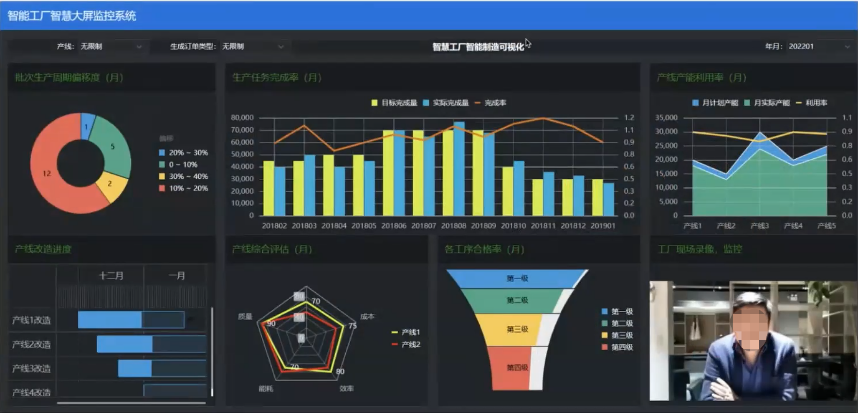 智能工厂智慧大屏监控系统
产线: 无限制 生成订单类型: 无限制 智慧工厂智能制造可视化 年月: 202201
批次生产周期偏移度（月）
偏移
20% ~ 30%
0 ~ 10%
30% ~ 40%
10% ~ 20%
1
5
2
12
生产任务完成率（月）
目标完成量 实际完成量 完成率
80,000 1.2
70,000 1.1
60,000 0.9
50,000 0.8
40,000 0.6
30,000 0.5
20,000 0.3
10,000 0.2
0 0.0
201802 201803 201804 201805 201806 201807 201808 201809 201810 201811 201812 201901
产线产能利用率（月）
月计划产能 月实际产能 利用率
35,000 1.1
30,000 0.9
25,000 0.8
20,000 0.6
15,000 0.5
10,000 0.3
5,000 0.2
0 0.0
产线1 产线2 产线3 产线4 产线5
产线改造进度
十二月 一月
产线1改造
产线2改造
产线3改造
产线4改造
产线综合评估（月）
质量
成本
能耗
效率
70
75
90
70
80
产线1
产线2
各工序合格率（月）
第一级
第二级
第三级
第四级
第一级
第二级
第三级
第四级
工厂现场录像、监控